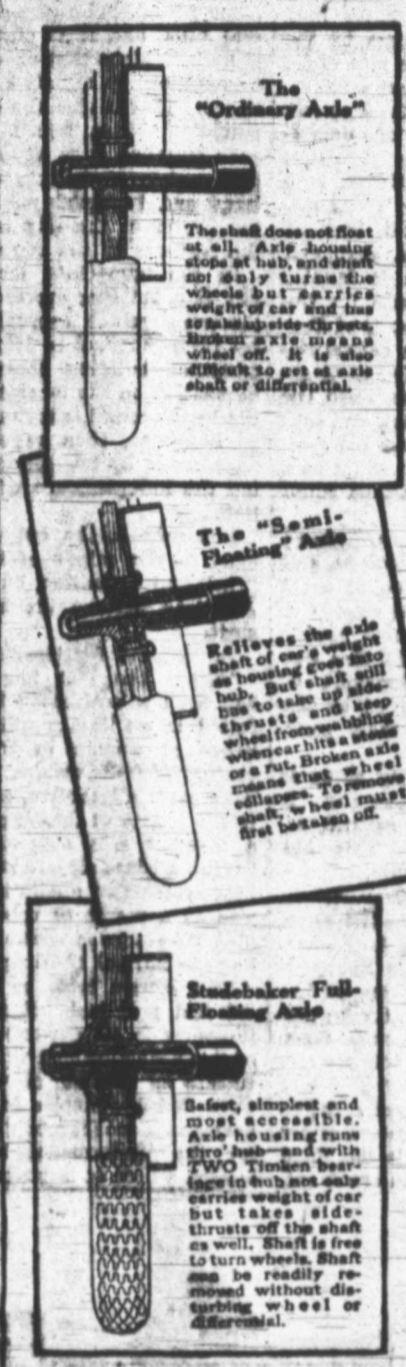 The
"Ordinary Axle"
The shaft does not float
at all. Axle housing
stops at hub, and shaft
not only turns the
wheels but carries
weight of car and has
to take up side-thrusts.
Broken axle means
wheel off. It is also
difficult to get at axle
shaft or differential.
The "Semi-
Floating" Axle
Relieves the axle
shaft of car's weight
as housing goes into
hub. But shaft still
has to take up side-
thrusts and keep
wheel from wobbling
when car hits a stone
or a rut. Broken axle
means that wheel
collapses. To remove
shaft, wheel must
first be taken off.
Studebaker Full-
Floating Axle
Safest, simplest and
most accessible.
Axle housing runs
thro' hub—and with
TWO Timken bear-
ings in hub not only
carries weight of car
but takes side-
thrusts off the shaft
as well. Shaft is free
to turn wheels. Shaft
can be readily re-
moved without dis-
turbing wheel or
differential.